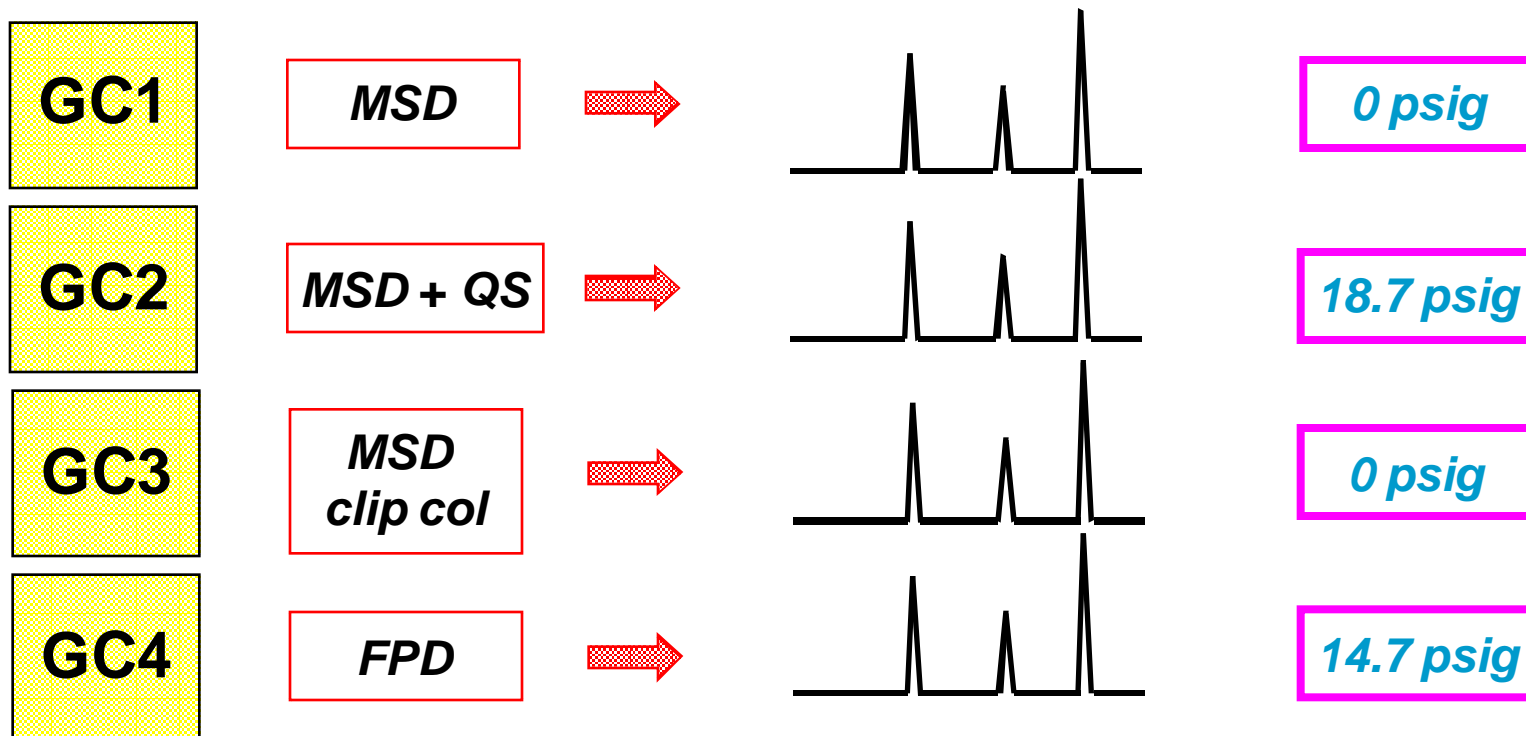 GC1 MSD 0 psig
GC2 MSD + QS 18.7 psig
GC3 MSD clip col 0 psig
GC4 FPD 14.7 psig